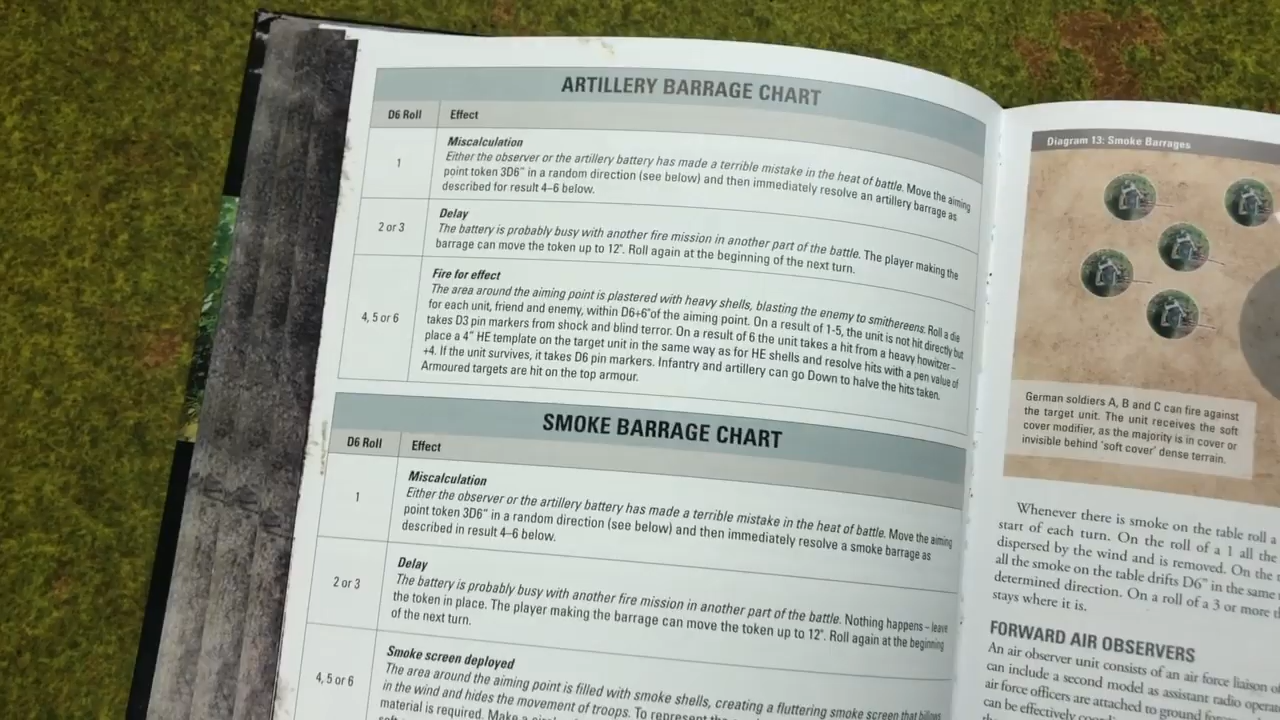 ARTILLERY BARRAGE CHART
D6 Roll Effect
Miscalculation
1
Either the observer or the artillery battery has made a terrible mistake in the heat of battle. Move the aiming
point token 3D6" in a random direction (see below) and then immediately resolve an artillery barrage as
described for result 4–6 below.
Delay
2 or 3
The battery is probably busy with another fire mission in another part of the battle. The player making the
barrage can move the token up to 12". Roll again at the beginning of the next turn.
Fire for effect
4, 5 or 6
The area around the aiming point is plastered with heavy shells, blasting the enemy to smithereens. Roll a die
for each unit, friend and enemy, within D6+6"of the aiming point. On a result of 1-5, the unit is not hit directly but
takes D3 pin markers from shock and blind terror. On a result of 6 the unit takes a hit from a heavy howitzer –
place a 4" HE template on the target unit in the same way as for HE shells and resolve hits with a pen value of
+4. If the unit survives, it takes D6 pin markers. Infantry and artillery can go Down to halve the hits taken.
Armoured targets are hit on the top armour.
SMOKE BARRAGE CHART
D6 Roll Effect
Miscalculation
1
Either the observer or the artillery battery has made a terrible mistake in the heat of battle. Move the aiming
point token 3D6" in a random direction (see below) and then immediately resolve a smoke barrage as
described in result 4–6 below.
Delay
2 or 3
The battery is probably busy with another fire mission in another part of the battle. Nothing happens – leave
the token in place. The player making the barrage can move the token up to 12". Roll again at the beginning
of the next turn.
Smoke screen deployed
4, 5 or 6
The area around the aiming point is filled with smoke shells, creating a fluttering smoke screen that billows
in the wind and hides the movement of troops. To represent the
material is required. Make a
Diagram 13: Smoke Barrages
German soldiers A, B and C can fire against
the target unit. The unit receives the soft
cover modifier, as the majority is in cover or
invisible behind 'soft cover' dense terrain.
Whenever there is smoke on the table roll a
start of each turn. On the roll of a 1 all the
dispersed by the wind and is removed. On the
all the smoke on the table drifts D6" in the same
determined direction. On a roll of a 3 or more
stays where it is.
FORWARD AIR OBSERVERS
An air observer unit consists of an air force liaison
can include a second model as assistant radio
air force officers are attached to ground
can be effectively